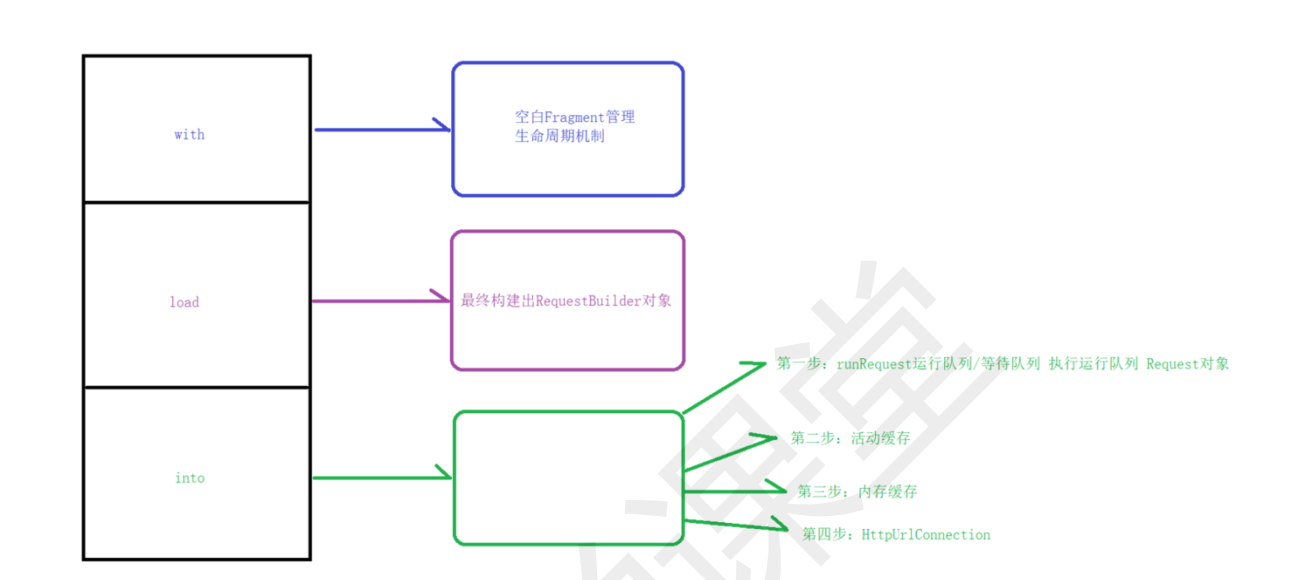 with
空白Fragment管理
生命周期机制
load
最终构建出RequestBuilder对象
into
第一步：runRequest运行队列/等待队列 执行运行队列 Request对象
第二步：活动缓存
第三步：内存缓存
第四步：HttpUrlConnection
课堂